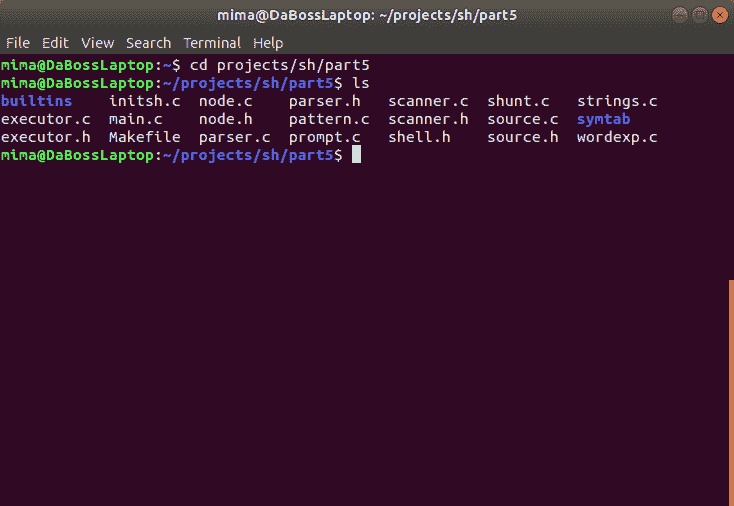 mima@DaBossLaptop: ~/projects/sh/part5
File Edit View Search Terminal Help
mima@DaBossLaptop:~$ cd projects/sh/part5
mima@DaBossLaptop:~/projects/sh/part5$ ls
builtins initsh.c node.c parser.h scanner.c shunt.c strings.c
executor.c main.c node.h pattern.c scanner.h source.c symtab
executor.h Makefile parser.c prompt.c shell.h source.h wordexp.c
mima@DaBossLaptop:~/projects/sh/part5$